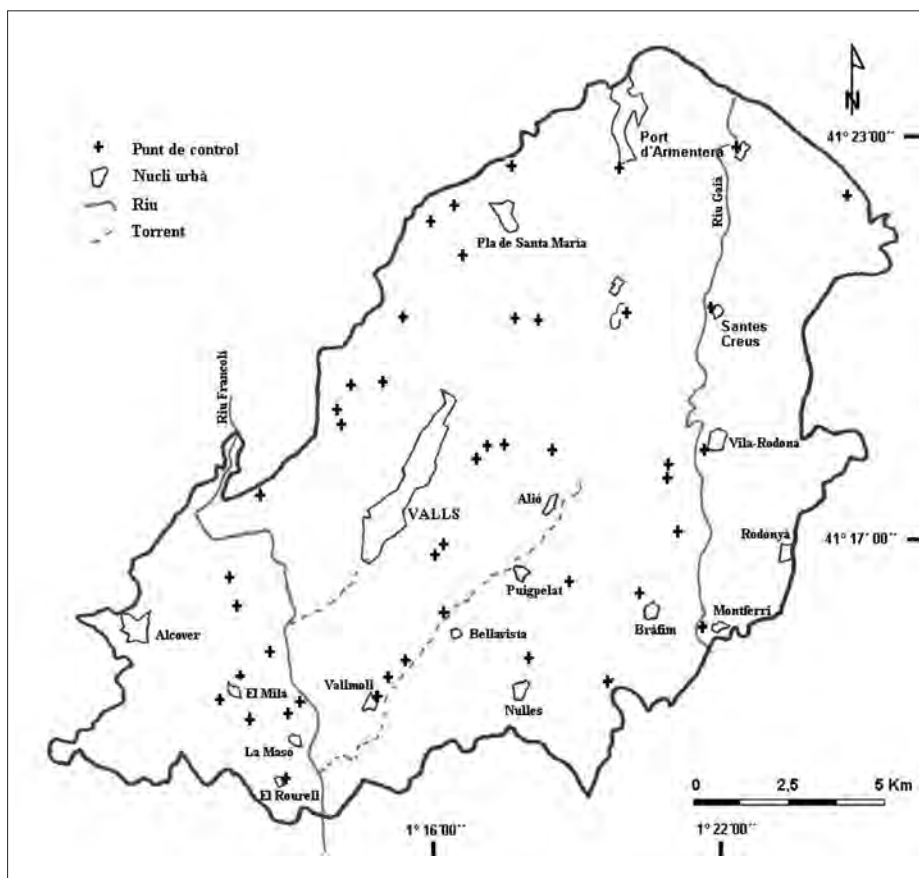 N
41° 23'00''
Punt de control
Nucli urbà
Riu
Torrent
Port
d'Armentera
Riu Gaià
Pla de Santa Maria
Santes
Creus
Riu Francolí
Vila-Rodona
Alió
VALLS
Rodonyà
41° 17'00''
Puigpelat
Montferri
Bràfim
Bellavista
Alcover
El Milà
Vallmoll
Nulles
La Masó
El Rourell
0 2,5 5 Km
1° 16'00''
1° 22'00''